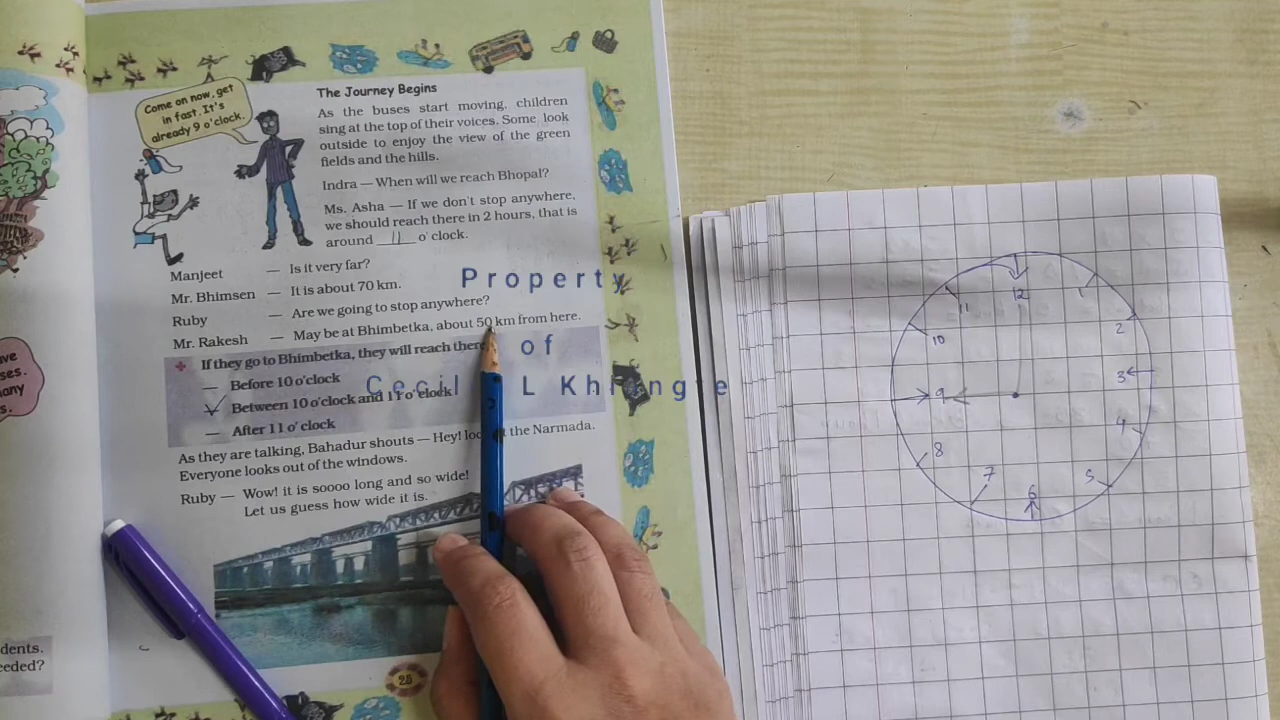 Come on now, get
in fast. It's
already 9 o'clock.
The Journey Begins
As the buses start moving, children
sing at the top of their voices. Some look
outside to enjoy the view of the green
fields and the hills.
Indra — When will we reach Bhopal?
Ms. Asha — If we don't stop anywhere,
we should reach there in 2 hours, that is
around 11 o' clock.
Manjeet — Is it very far?
Mr. Bhimsen — It is about 70 km.
Ruby — Are we going to stop anywhere?
Mr. Rakesh — May be at Bhimbetka, about 50 km from here.
If they go to Bhimbetka, they will reach there
— Before 10 o'clock
— Between 10 o'clock and 11 o' clock
— After 11 o' clock
As they are talking, Bahadur shouts — Hey! the Narmada.
Everyone looks out of the windows.
Ruby — Wow! it is soooo long and so wide!
Let us guess how wide it is.
25
dents.
eeded?
Property
of
Cecil L Khiangte
12
1
2
3
4
5
6
7
8
9
10
11